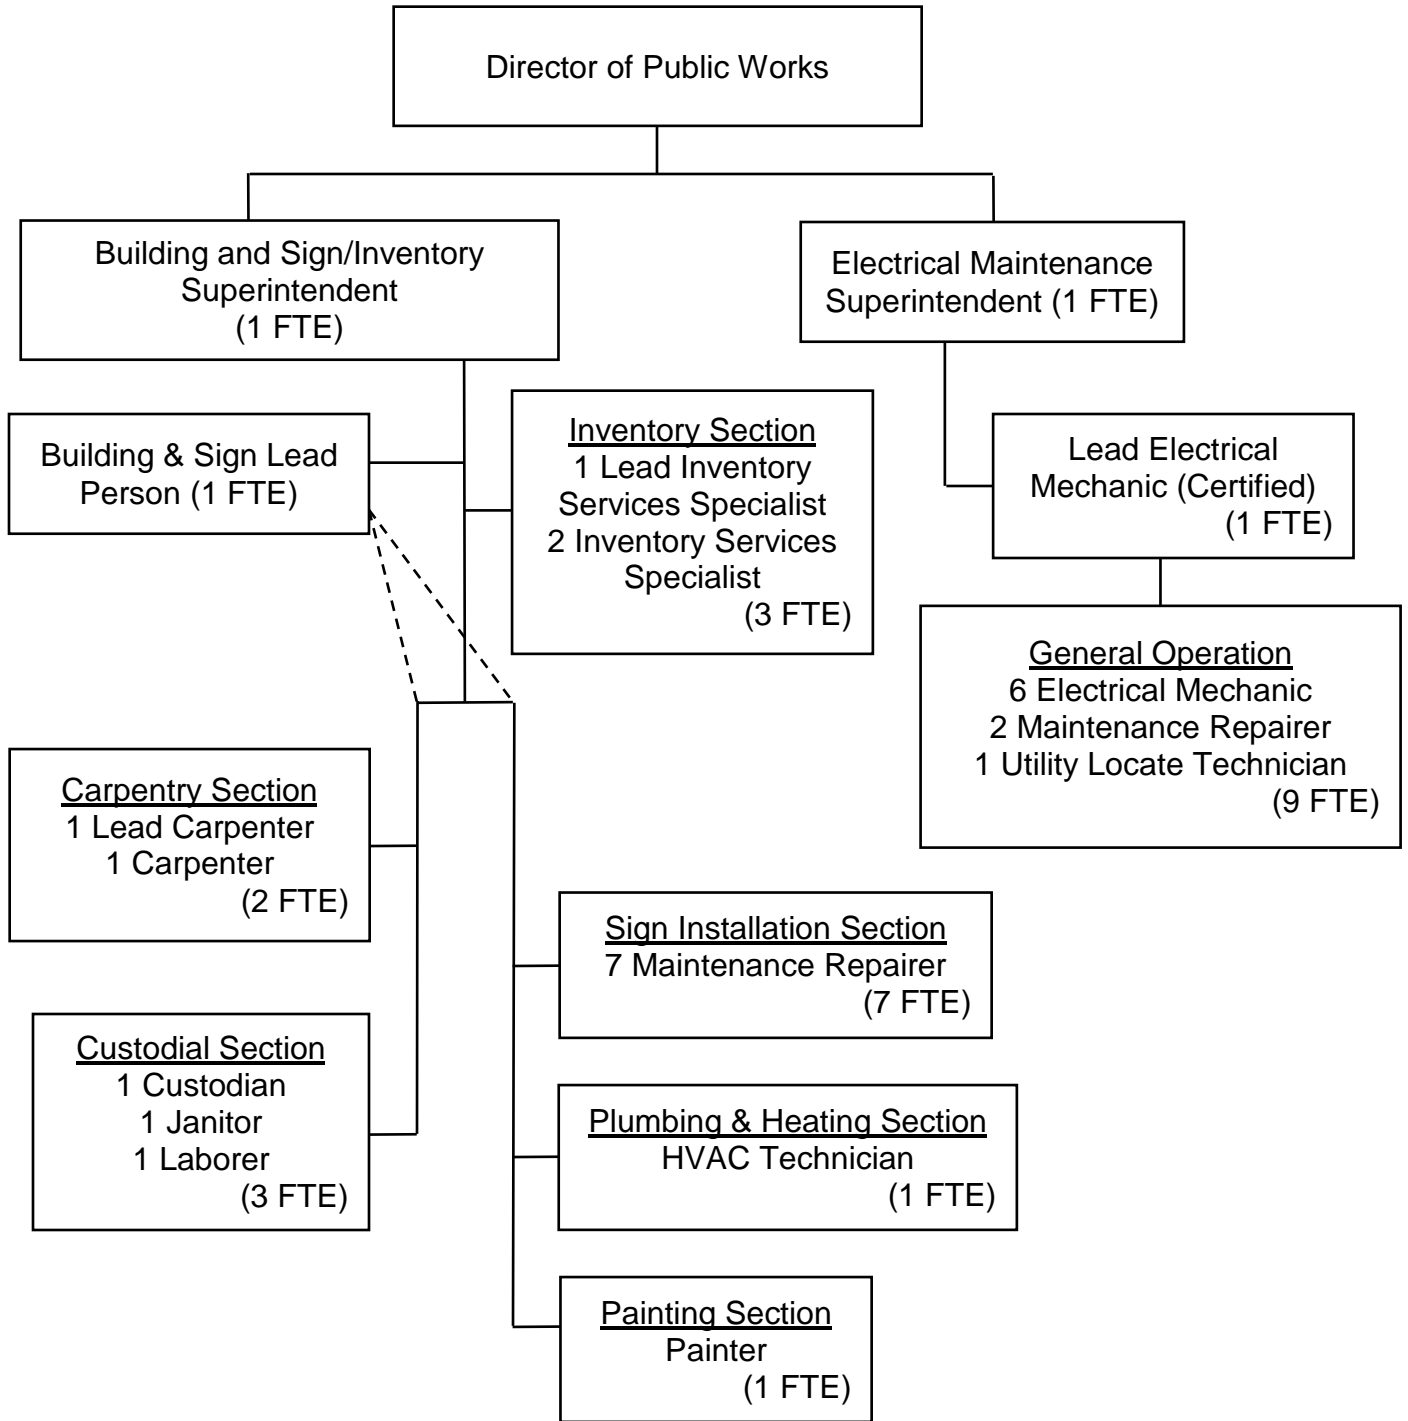 Director of Public Works
Building and Sign/Inventory
Superintendent
(1 FTE)
Electrical Maintenance
Superintendent (1 FTE)
Building & Sign Lead
Person (1 FTE)
Inventory Section
1 Lead Inventory
Services Specialist
2 Inventory Services
Specialist
(3 FTE)
Lead Electrical
Mechanic (Certified)
(1 FTE)
General Operation
6 Electrical Mechanic
2 Maintenance Repairer
1 Utility Locate Technician
(9 FTE)
Carpentry Section
1 Lead Carpenter
1 Carpenter
(2 FTE)
Sign Installation Section
7 Maintenance Repairer
(7 FTE)
Custodial Section
1 Custodian
1 Janitor
1 Laborer
(3 FTE)
Plumbing & Heating Section
HVAC Technician
(1 FTE)
Painting Section
Painter
(1 FTE)